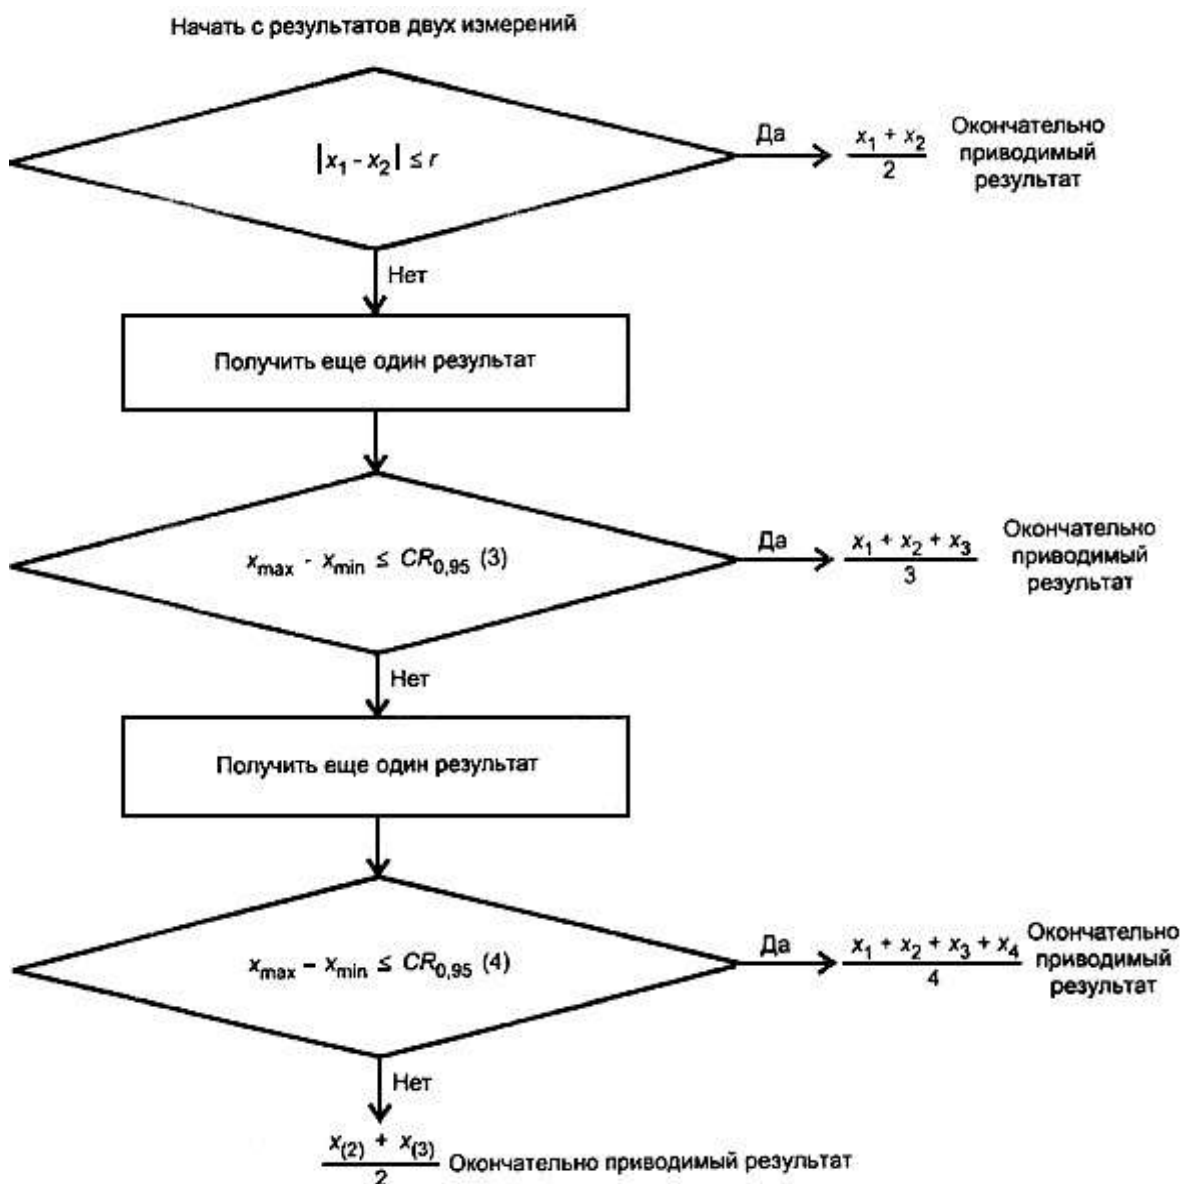 Начать с результатов двух измерений
|x₁ - x₂| ≤ r
Да
x₁ + x₂
2
Окончательно
приводимый
результат
Нет
Получить еще один результат
xmax - xmin ≤ CR0,95 (3)
Да
x₁ + x₂ + x₃
3
Окончательно
приводимый
результат
Нет
Получить еще один результат
xmax – xmin ≤ CR0,95 (4)
Да
x₁ + x₂ + x₃ + x₄
4
Окончательно
приводимый
результат
Нет
x(2) + x(3)
2
Окончательно приводимый результат